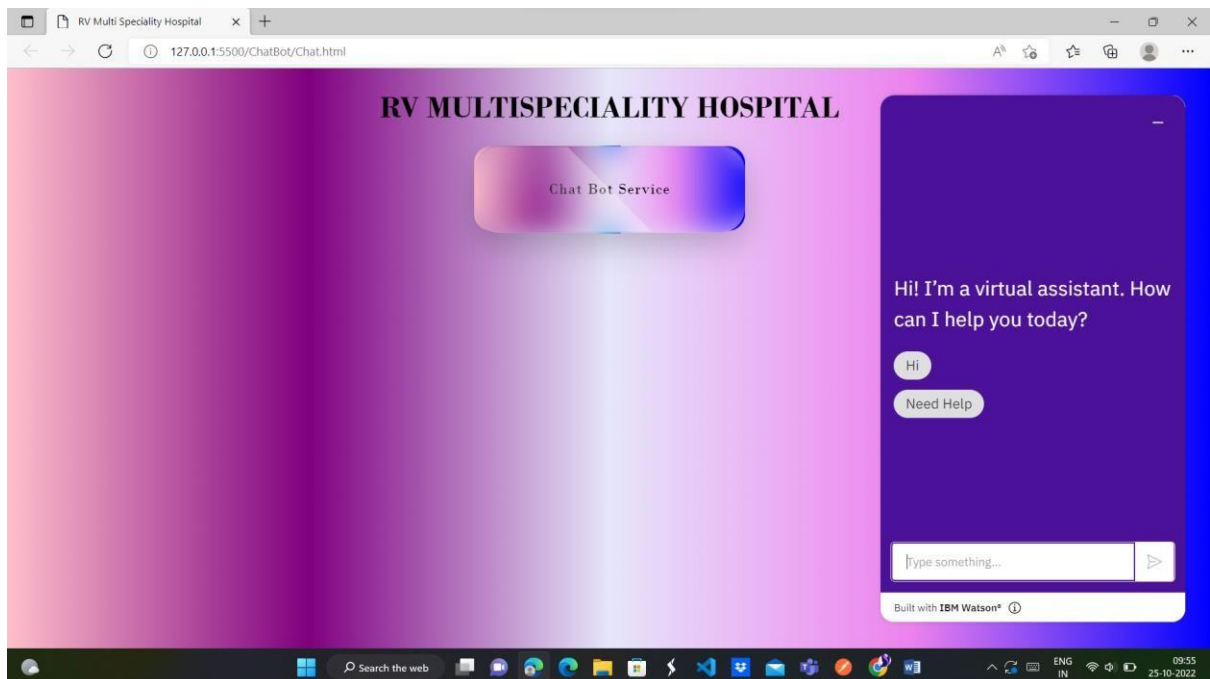 RV Multi Speciality Hospital
127.0.0.1:5500/ChatBot/Chat.html
RV MULTISPECIALITY HOSPITAL
Chat Bot Service
Hi! I'm a virtual assistant. How
can I help you today?
Hi
Need Help
Type something...
Built with IBM Watson®
Search the web
ENG
IN
09:55
25-10-2022